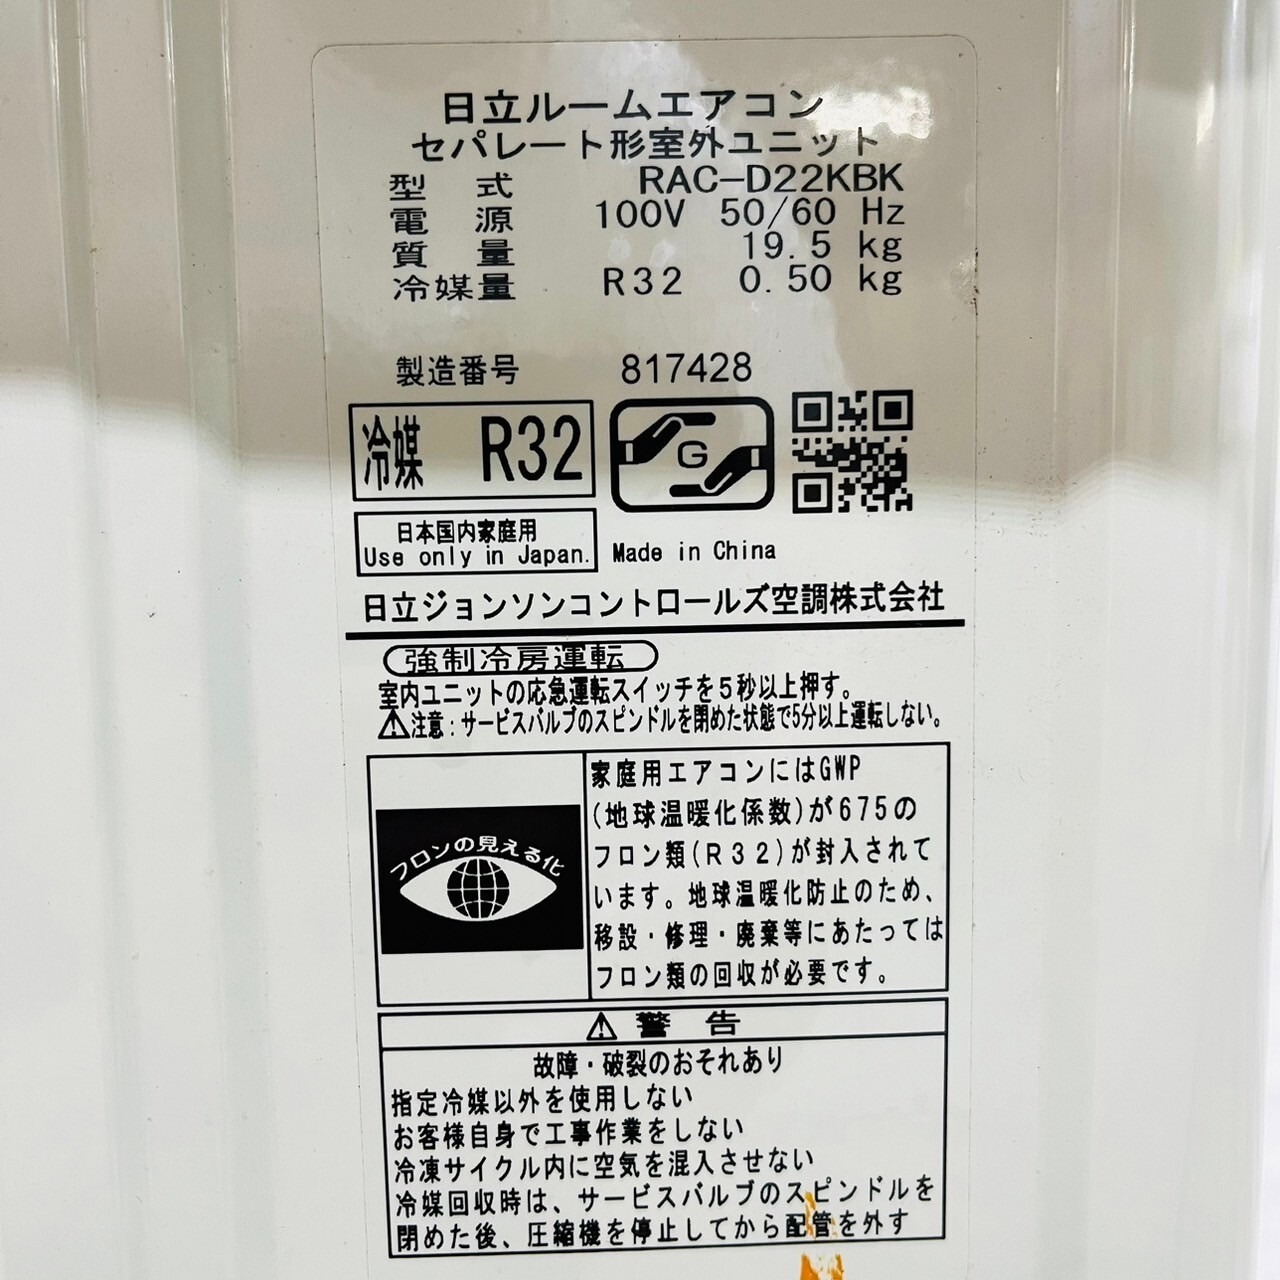 日立ルームエアコン
セパレート形室外ユニット
型 式 RAC-D22KBK
電 源 100V 50/60 Hz
質 量 19.5 kg
冷媒量 R32 0.50 kg
製造番号 817428
冷媒 R32
G
日本国内家庭用
Use only in Japan.
Made in China
日立ジョンソンコントロールズ空調株式会社
強制冷房運転
室内ユニットの応急運転スイッチを5秒以上押す。
⚠注意：サービスバルブのスピンドルを閉めた状態で5分以上運転しない。
フロンの見える化
家庭用エアコンにはGWP
(地球温暖化係数)が675の
フロン類(R32)が封入されて
います。地球温暖化防止のため、
移設・修理・廃棄等にあたっては
フロン類の回収が必要です。
⚠ 警 告
故障・破裂のおそれあり
指定冷媒以外を使用しない
お客様自身で工事作業をしない
冷凍サイクル内に空気を混入させない
冷媒回収時は、サービスバルブのスピンドルを
閉めた後、圧縮機を停止してから配管を外す